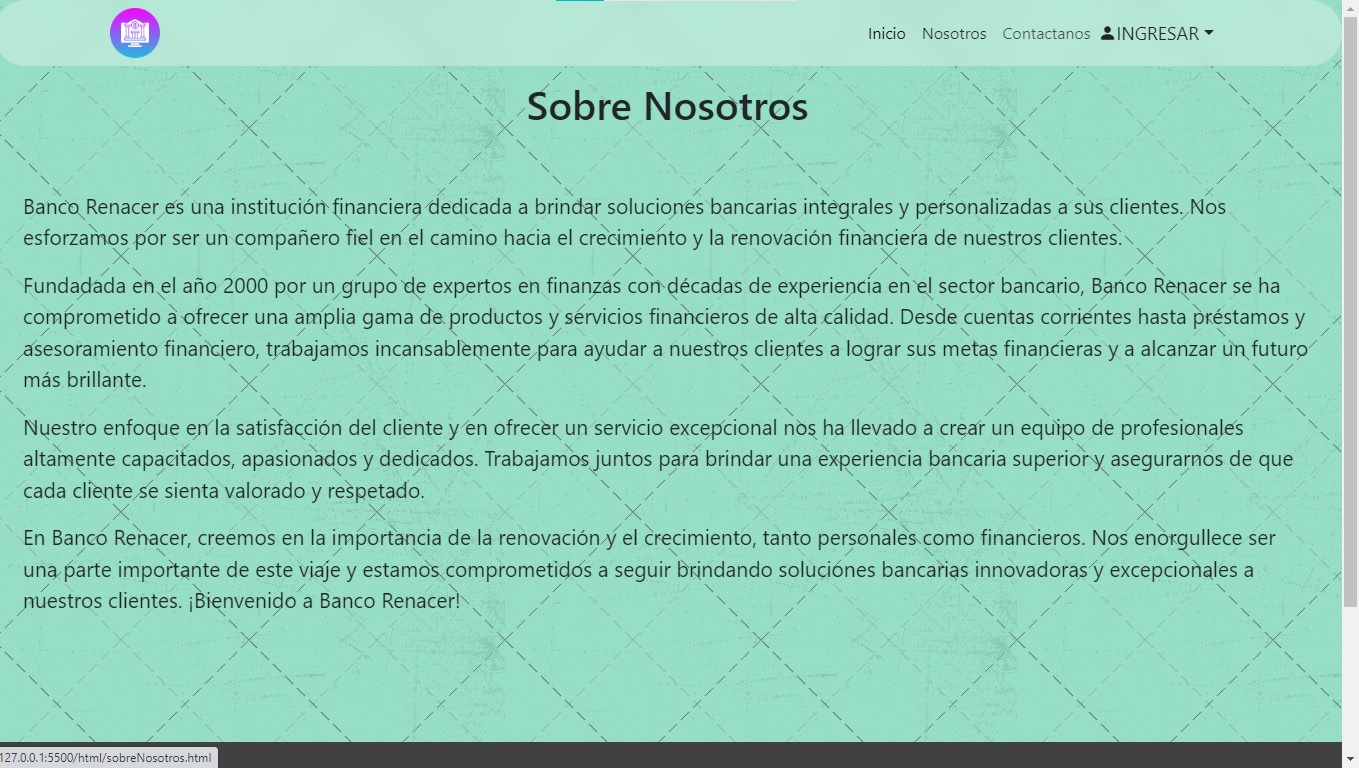 Inicio Nosotros Contactanos INGRESAR
Sobre Nosotros
Banco Renacer es una institución financiera dedicada a brindar soluciones bancarias integrales y personalizadas a sus clientes. Nos
esforzamos por ser un compañero fiel en el camino hacia el crecimiento y la renovación financiera de nuestros clientes.
Fundadada en el año 2000 por un grupo de expertos en finanzas con décadas de experiencia en el sector bancario, Banco Renacer se ha
comprometido a ofrecer una amplia gama de productos y servicios financieros de alta calidad. Desde cuentas corrientes hasta préstamos y
asesoramiento financiero, trabajamos incansablemente para ayudar a nuestros clientes a lograr sus metas financieras y a alcanzar un futuro
más brillante.
Nuestro enfoque en la satisfacción del cliente y en ofrecer un servicio excepcional nos ha llevado a crear un equipo de profesionales
altamente capacitados, apasionados y dedicados. Trabajamos juntos para brindar una experiencia bancaria superior y asegurarnos de que
cada cliente se sienta valorado y respetado.
En Banco Renacer, creemos en la importancia de la renovación y el crecimiento, tanto personales como financieros. Nos enorgullece ser
una parte importante de este viaje y estamos comprometidos a seguir brindando soluciones bancarias innovadoras y excepcionales a
nuestros clientes. ¡Bienvenido a Banco Renacer!
127.0.0.1:5500/html/sobreNosotros.html